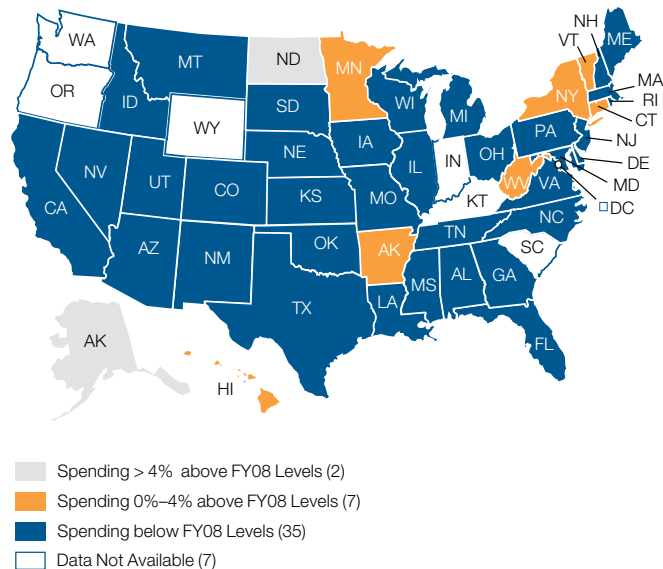 WA
MT
ND
MN
OR
ID
WY
SD
WI
MI
NH
VT
ME
NY
MA
RI
CT
NJ
DE
MD
DC
PA
NV
UT
CO
NE
IA
IL
IN
OH
WV
VA
CA
AZ
NM
KS
OK
MO
KT
TN
NC
SC
AK
TX
LA
MS
AL
GA
FL
AK
HI
Spending > 4% above FY08 Levels (2)
Spending 0%–4% above FY08 Levels (7)
Spending below FY08 Levels (35)
Data Not Available (7)